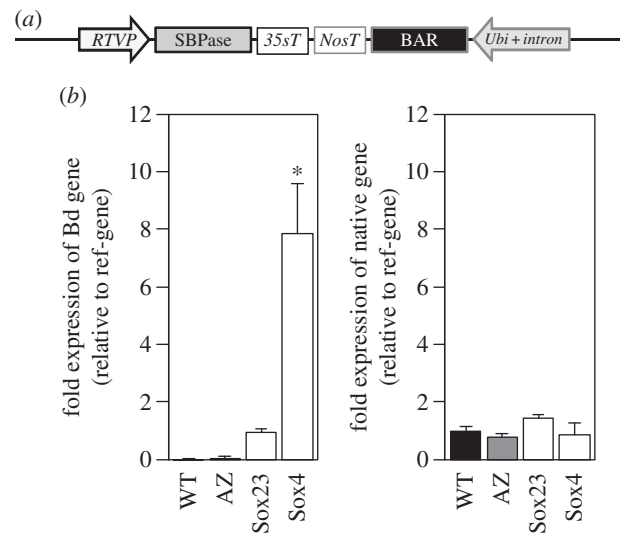 (a)
RTVP SBPase 35sT NosT BAR Ubi + intron
(b)
fold expression of Bd gene
(relative to ref-gene)
12
10
8
6
4
2
0
*
WT AZ Sox23 Sox4
fold expression of native gene
(relative to ref-gene)
12
10
8
6
4
2
0
WT AZ Sox23 Sox4